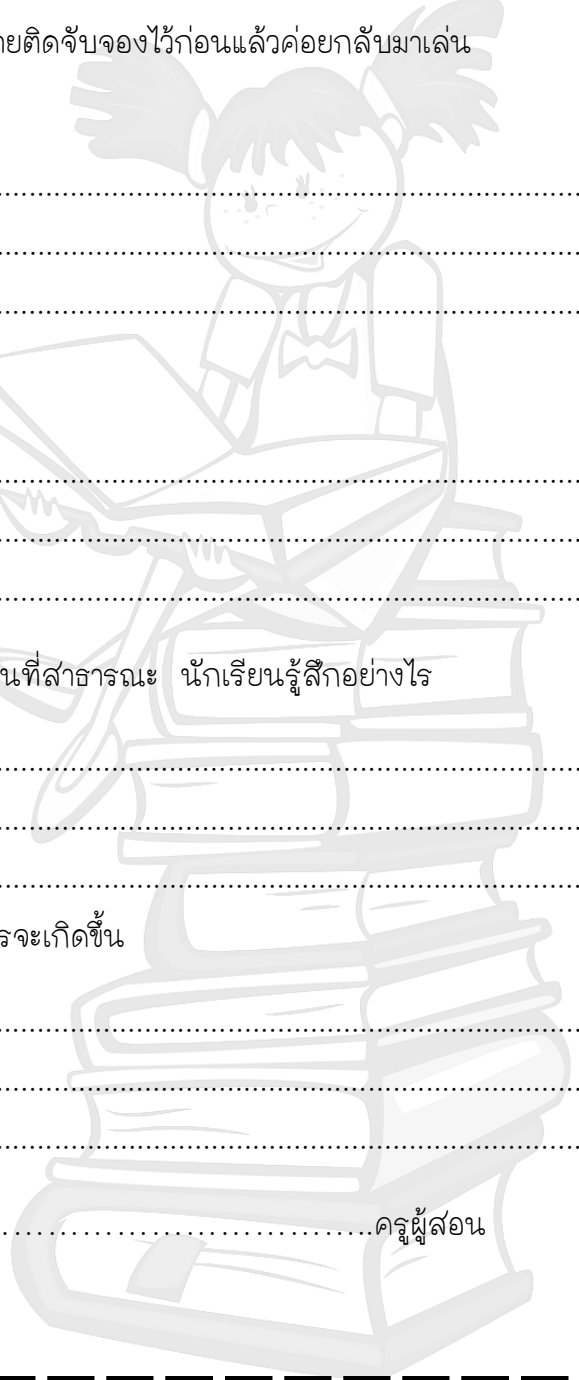 ายติดจับจองไว้ก่อนแล้วค่อยกลับมาเล่น
นที่สาธารณะ นักเรียนรู้สึกอย่างไร
รจะเกิดขึ้น
ครูผู้สอน